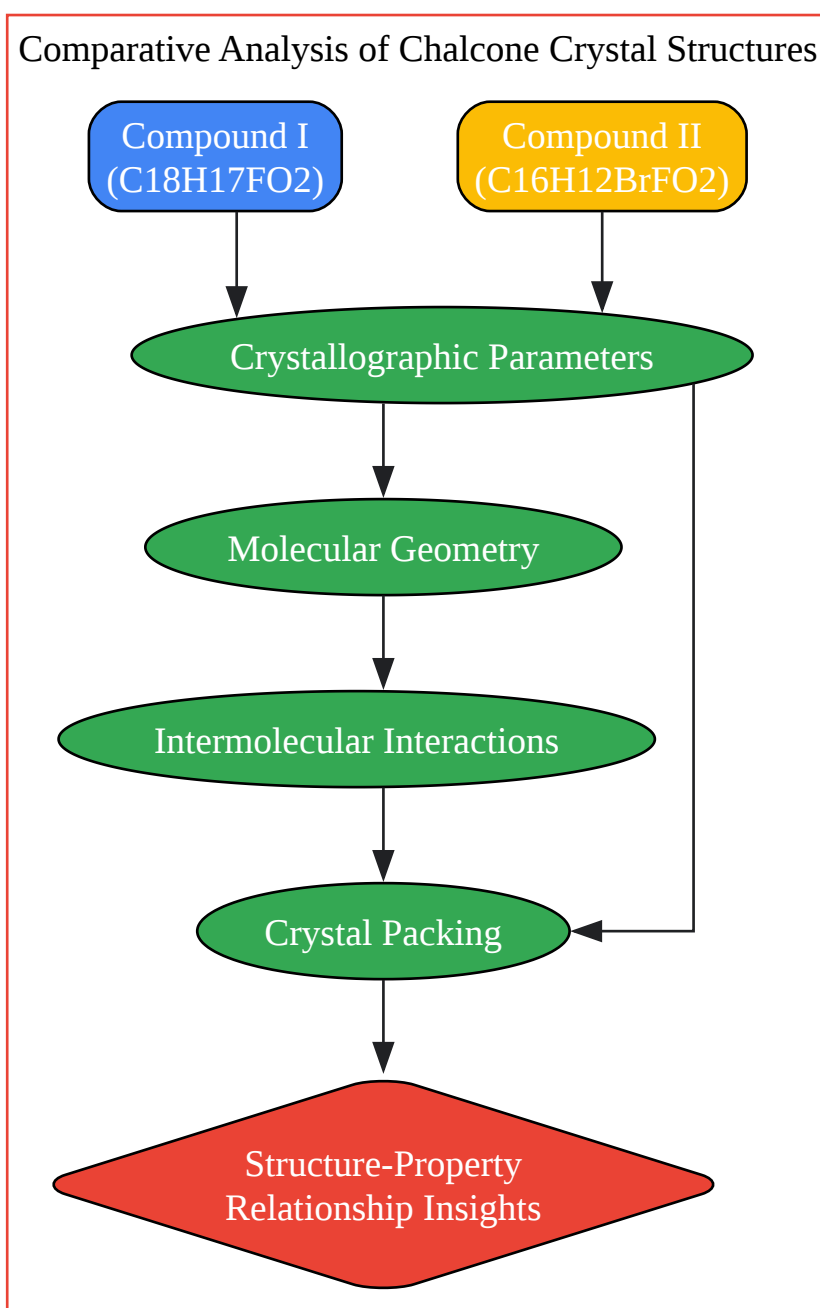 Comparative Analysis of Chalcone Crystal Structures
Compound I
(C18H17FO2)
Compound II
(C16H12BrFO2)
Crystallographic Parameters
Molecular Geometry
Intermolecular Interactions
Crystal Packing
Structure-Property
Relationship Insights